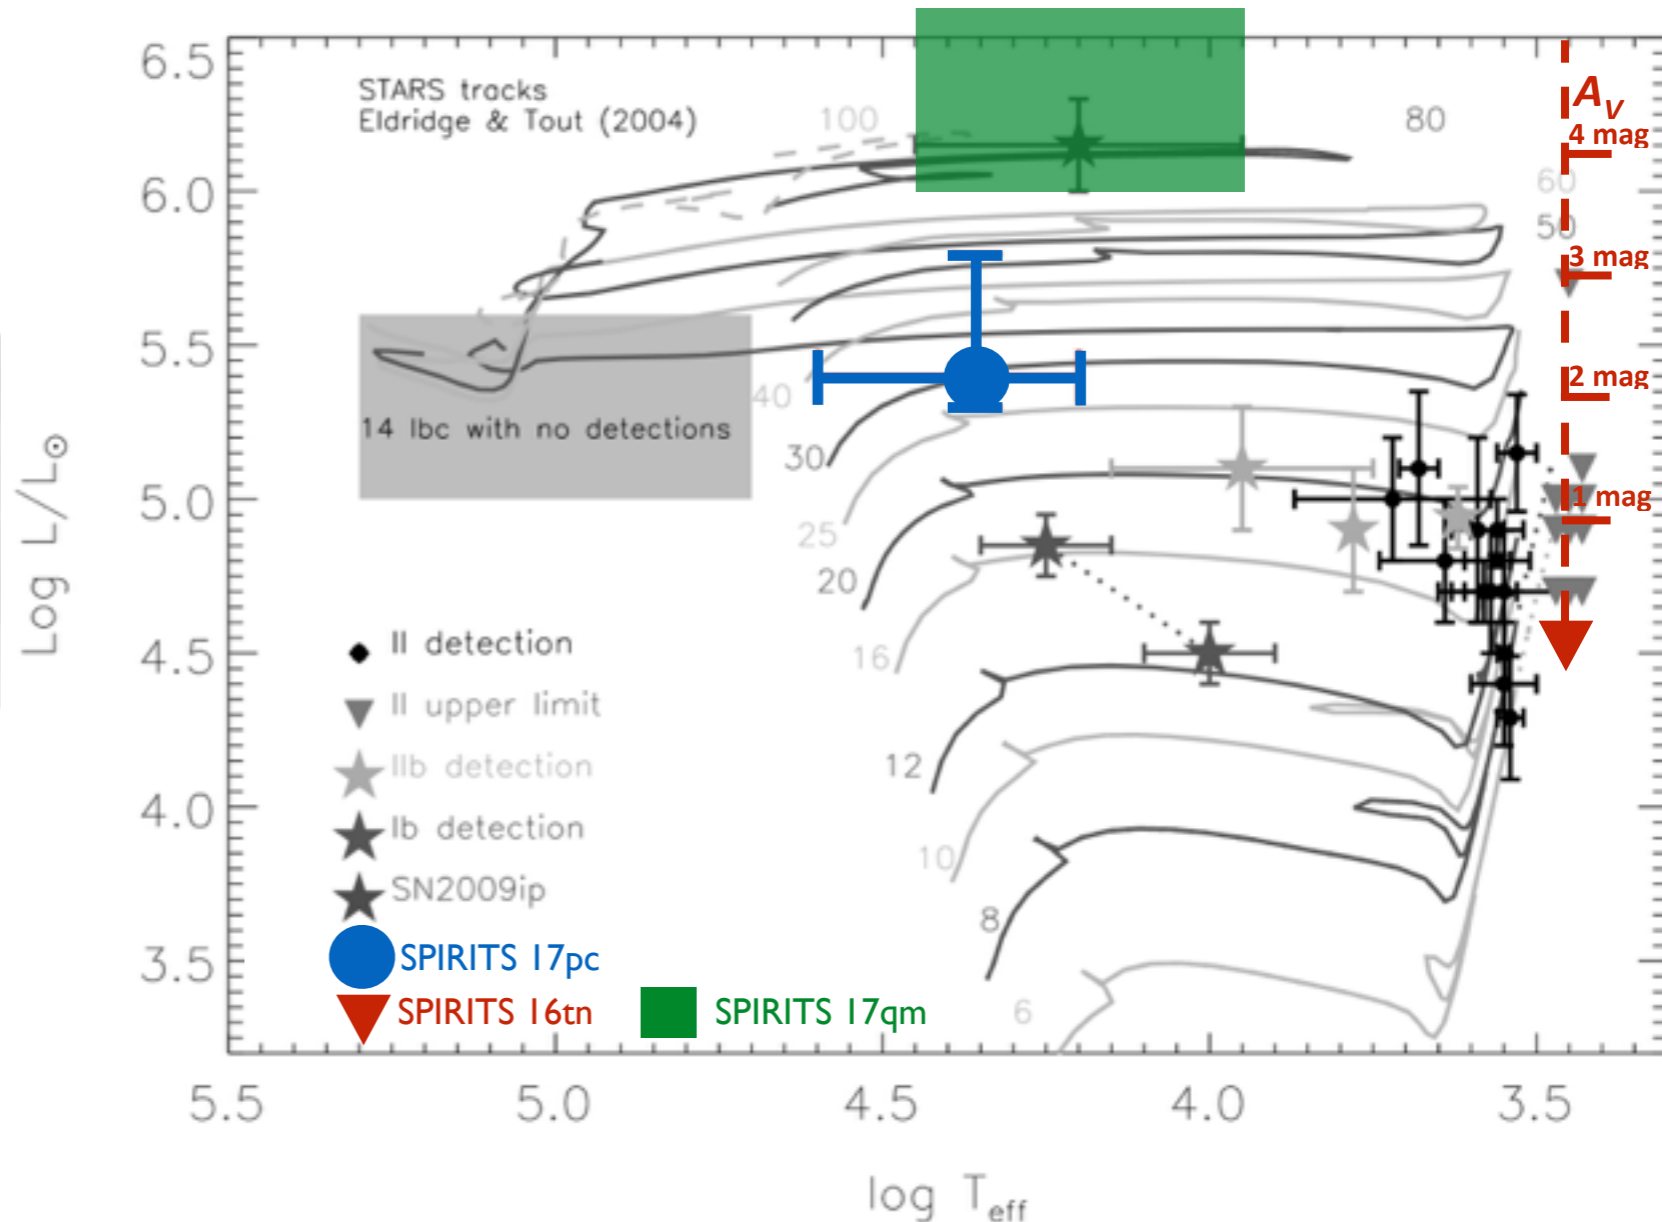 6.5
6.0
5.5
5.0
4.5
4.0
3.5
Log L/L☉
STARS tracks
Eldridge & Tout (2004)
100
80
60
50
40
30
25
20
16
12
10
8
6
A_V
4 mag
3 mag
2 mag
1 mag
14 Ibc with no detections
II detection
II upper limit
IIb detection
Ib detection
SN2009ip
SPIRITS 17pc
SPIRITS 16tn
SPIRITS 17qm
5.5
5.0
4.5
4.0
3.5
log T_eff